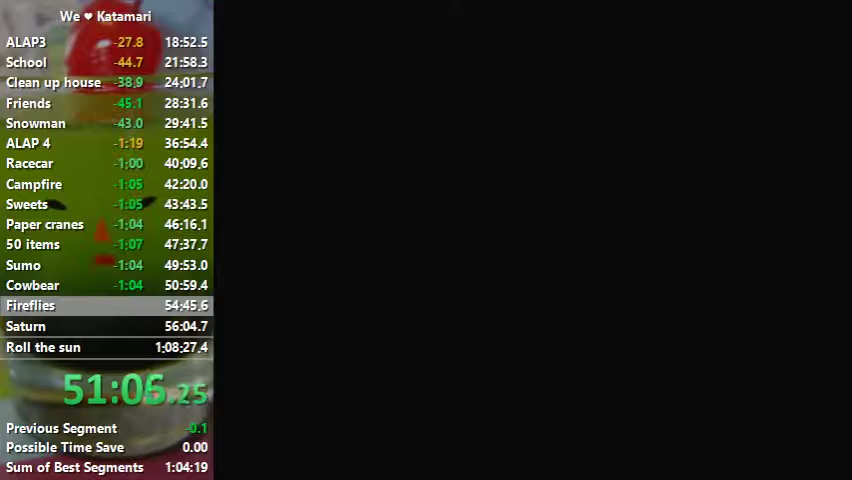 We ♥ Katamari
ALAP3 -27.8 18:52.5
School -44.7 21:58.3
Clean up house -38.9 24:01.7
Friends -45.1 28:31.6
Snowman -43.0 29:41.5
ALAP 4 -1:19 36:54.4
Racecar -1:00 40:09.6
Campfire -1:05 42:20.0
Sweets -1:05 43:43.5
Paper cranes -1:04 46:16.1
50 items -1:07 47:37.7
Sumo -1:04 49:53.0
Cowbear -1:04 50:59.4
Fireflies 54:45.6
Saturn 56:04.7
Roll the sun 1:08:27.4
51:06.25
Previous Segment -0.1
Possible Time Save 0.00
Sum of Best Segments 1:04:19